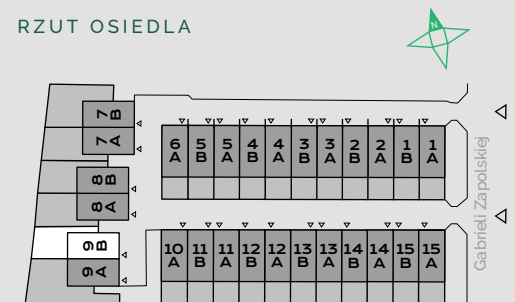 RZUT OSIEDLA
N
7B
7A
8B
8A
9B
9A
6A 5B 5A 4B 4A 3B 3A 2B 2A 1B 1A
10A 11B 11A 12B 12A 13B 13A 14B 14A 15B 15A
Gabrieli Zapolskiej